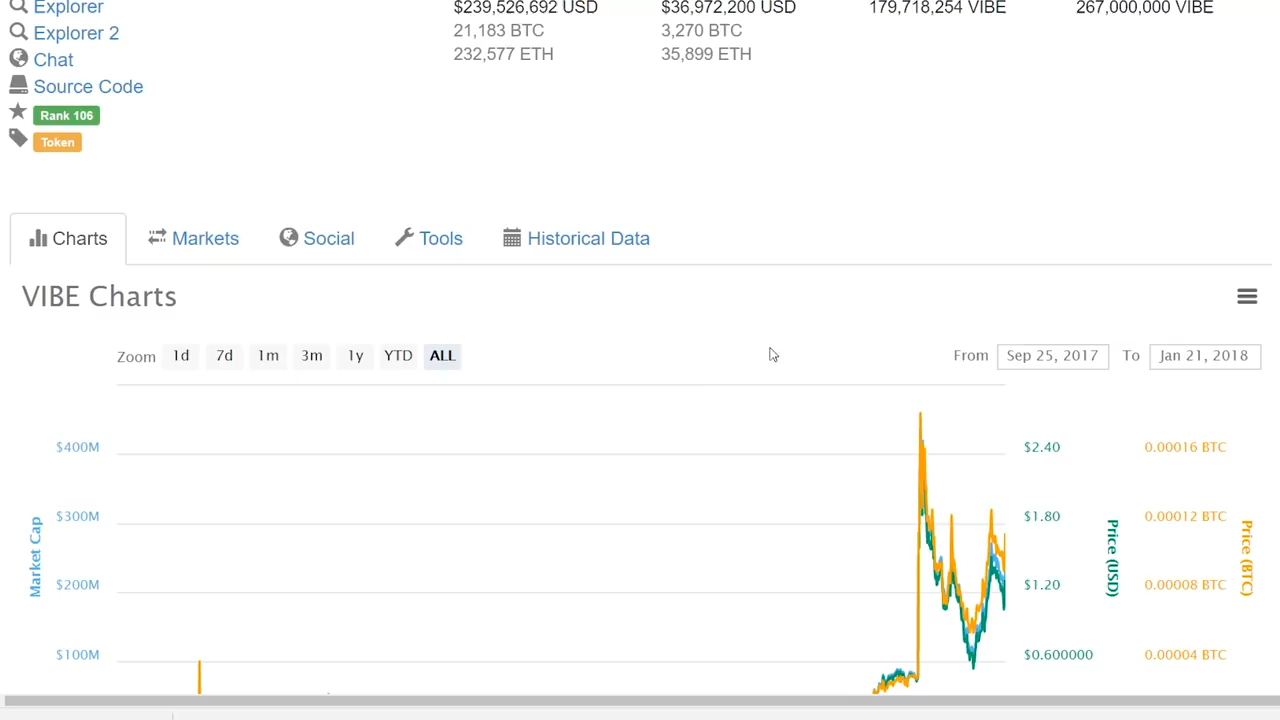 Explorer $239,526,692 USD $36,972,200 USD 179,718,254 VIBE 267,000,000 VIBE
Explorer 2 21,183 BTC 3,270 BTC
Chat 232,577 ETH 35,899 ETH
Source Code
Rank 106
Token
Charts Markets Social Tools Historical Data
VIBE Charts
Zoom 1d 7d 1m 3m 1y YTD ALL From Sep 25, 2017 To Jan 21, 2018
$400M $2.40 0.00016 BTC
$300M $1.80 0.00012 BTC
$200M $1.20 0.00008 BTC
$100M $0.600000 0.00004 BTC
Market Cap
Price (USD)
Price (BTC)